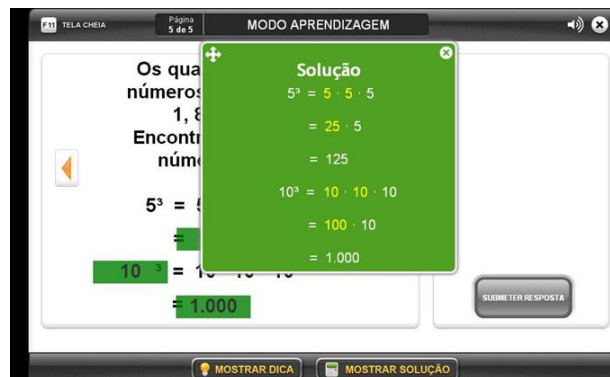 F11 TELA CHEIA
Página
5 de 5
MODO APRENDIZAGEM
Os qua
números
1, 8
Encont
núme
5³ =
=
10 ³ = 10 10 10
= 1.000
Solução
5³ = 5 · 5 · 5
= 25 · 5
= 125
10³ = 10 · 10 · 10
= 100 · 10
= 1.000
SUBMETER RESPOSTA
MOSTRAR DICA
MOSTRAR SOLUÇÃO